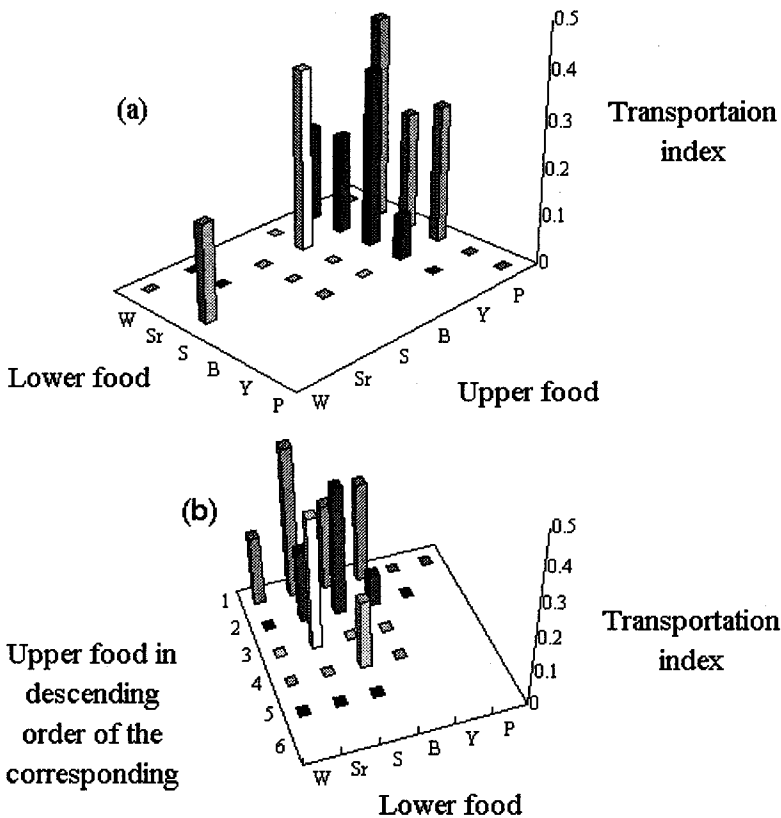 (a)
0.5
0.4
0.3
0.2
0.1
0
Transportaion
index
W
Sr
S
B
Y
P
Lower food
W
Sr
S
B
Y
P
Upper food
(b)
0.5
0.4
0.3
0.2
0.1
0
Transportation
index
1
2
3
4
5
6
Upper food in
descending
order of the
corresponding
W
Sr
S
B
Y
P
Lower food